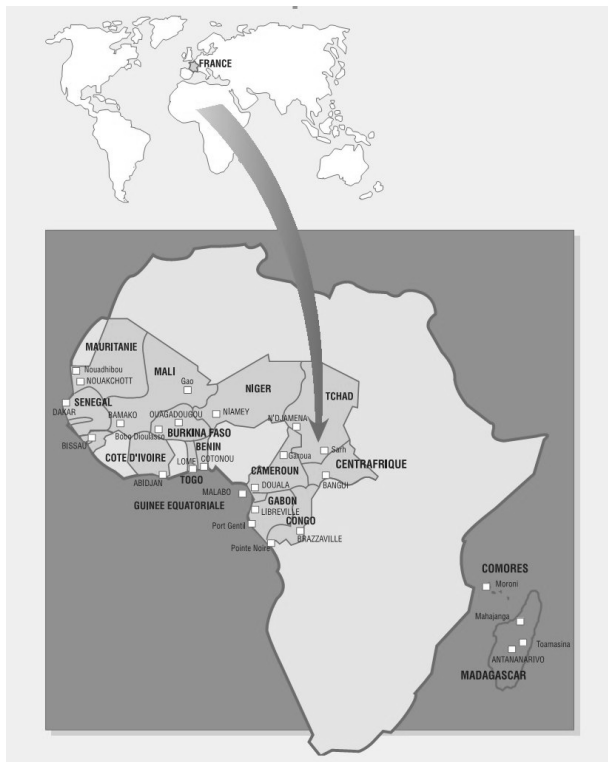 FRANCE
MAURITANIE
Nouadhibou
NOUAKCHOTT
MALI
Gao
NIGER
TCHAD
SENEGAL
DAKAR
BAMAKO
OUAGADOUGOU
NIAMEY
N'DJAMENA
BISSAU
Bobo Dioulasso
BURKINA FASO
BENIN
COTONOU
Garoua
Sarh
COTE D'IVOIRE
LOME
TOGO
CAMEROUN
CENTRAFRIQUE
ABIDJAN
DOUALA
BANGUI
MALABO
GUINEE EQUATORIALE
GABON
LIBREVILLE
Port Gentil
CONGO
BRAZZAVILLE
Pointe Noire
COMORES
Moroni
Mahajanga
Toamasina
ANTANANARIVO
MADAGASCAR